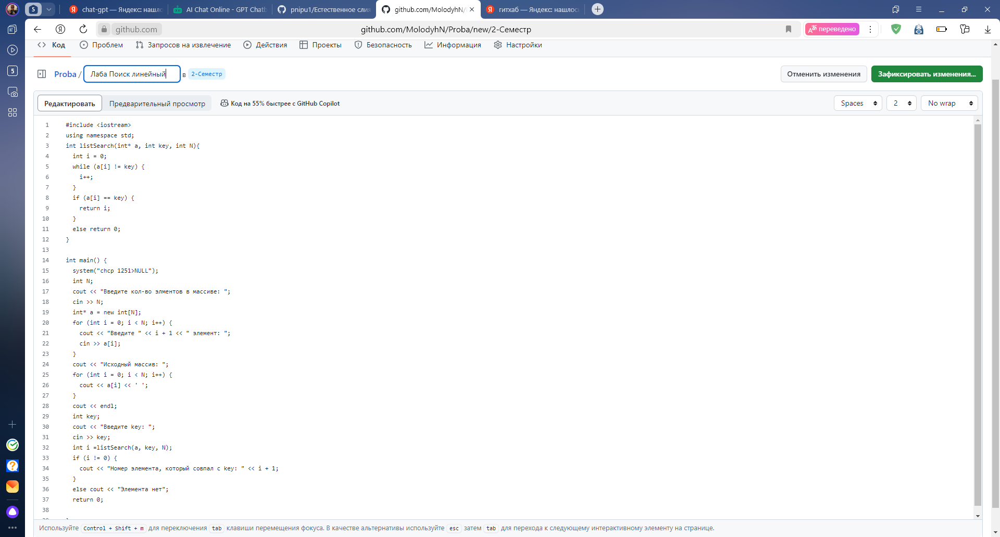 5
chat-gpt — Яндекс: нашло
AI Chat Online - GPT Chatb
pnipu1/Естественное слия
github.com/MolodyhN/
гитхаб — Яндекс: нашлос
github.com
github.com/MolodyhN/Proba/new/2-Семестр
переведено
5
Код
Проблем
Запросов на извлечение
Действия
Проекты
Безопасность
Информация
Настройки
Proba / Лаба Поиск линейный в 2-Семестр
Отменить изменения
Зафиксировать изменения...
Редактировать
Предварительный просмотр
Код на 55% быстрее с GitHub Copilot
Spaces
2
No wrap
1 #include <iostream>
2 using namespace std;
3 int listSearch(int* a, int key, int N){
4 int i = 0;
5 while (a[i] != key) {
6 i++;
7 }
8 if (a[i] == key) {
9 return i;
10 }
11 else return 0;
12 }
13
14 int main() {
15 system("chcp 1251>NULL");
16 int N;
17 cout << "Введите кол-во элментов в массиве: ";
18 cin >> N;
19 int* a = new int[N];
20 for (int i = 0; i < N; i++) {
21 cout << "Введите " << i + 1 << " элемент: ";
22 cin >> a[i];
23 }
24 cout << "Исходный массив: ";
25 for (int i = 0; i < N; i++) {
26 cout << a[i] << ' ';
27 }
28 cout << endl;
29 int key;
30 cout << "Введите key: ";
31 cin >> key;
32 int i =listSearch(a, key, N);
33 if (i != 0) {
34 cout << "Номер элемента, который совпал с key: " << i + 1;
35 }
36 else cout << "Элемента нет";
37 return 0;
38
Используйте Control + Shift + m для переключения tab клавиши перемещения фокуса. В качестве альтернативы используйте esc затем tab для перехода к следующему интерактивному элементу на странице.